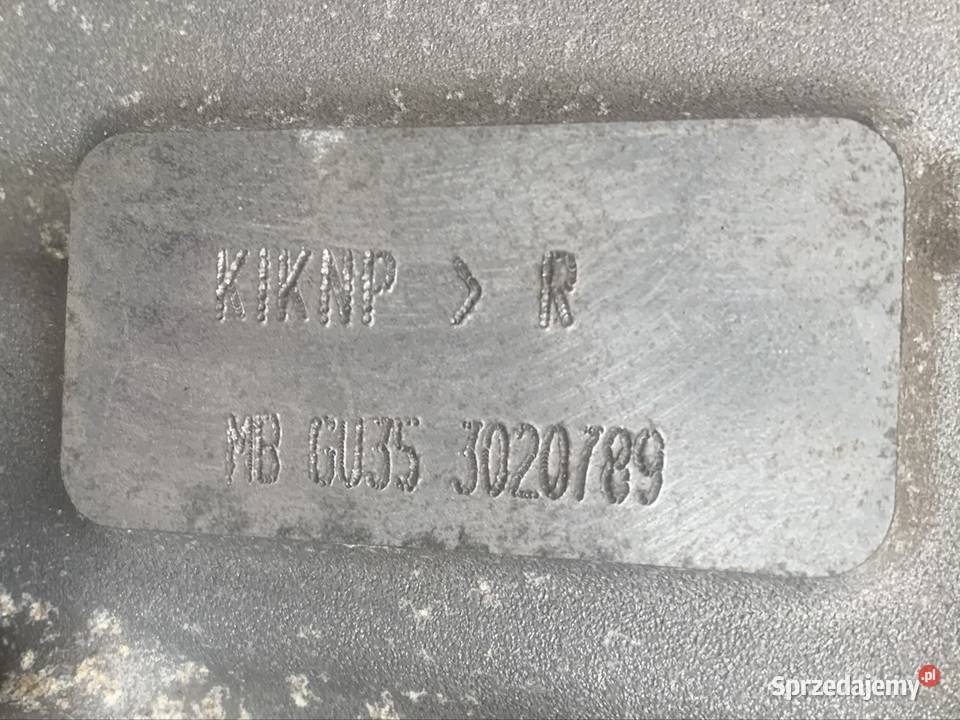 KIKNP > R
MB GU35 3020789
Sprzedajemy.pl